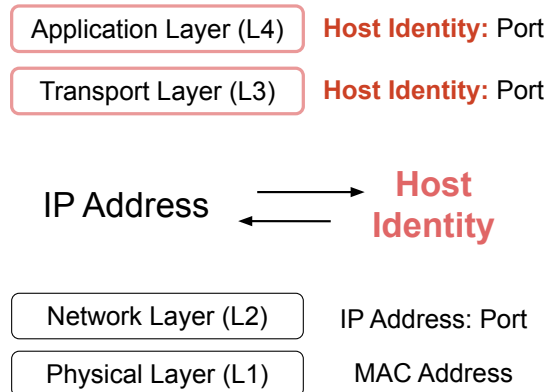 Application Layer (L4) Host Identity: Port
Transport Layer (L3) Host Identity: Port
IP Address
Host
Identity
Network Layer (L2) IP Address: Port
Physical Layer (L1) MAC Address